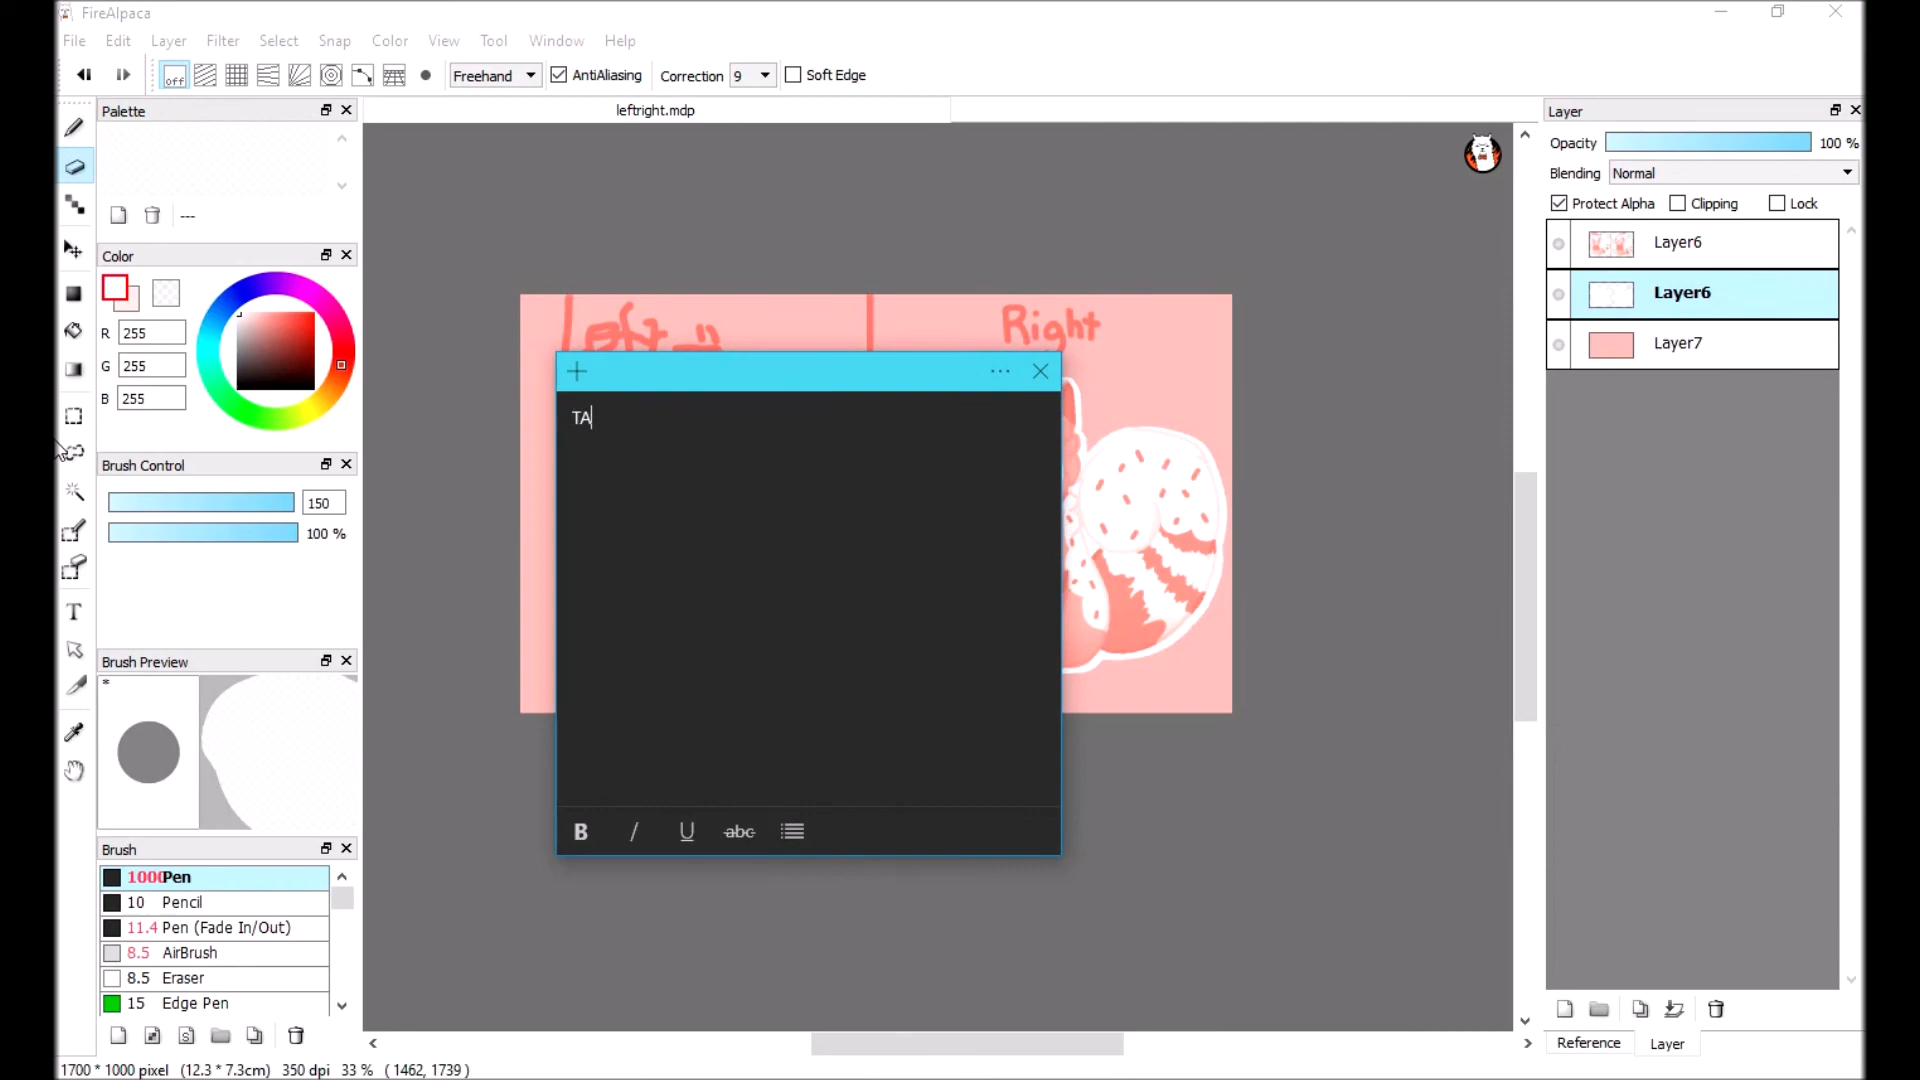 FireAlpaca
File Edit Layer Filter Select Snap Color View Tool Window Help
off Freehand AntiAliasing Correction 9 Soft Edge
Palette
leftright.mdp
Layer
Opacity 100 %
Blending Normal
Protect Alpha Clipping Lock
Layer6
Layer6
Layer7
---
Color
R 255
G 255
B 255
Left Right
TA
Brush Control
150
100 %
Brush Preview
*
B / U abc
Brush
1000 Pen
10 Pencil
11.4 Pen (Fade In/Out)
8.5 AirBrush
8.5 Eraser
15 Edge Pen
Reference Layer
1700 * 1000 pixel (12.3 * 7.3cm) 350 dpi 33 % ( 1462, 1739 )